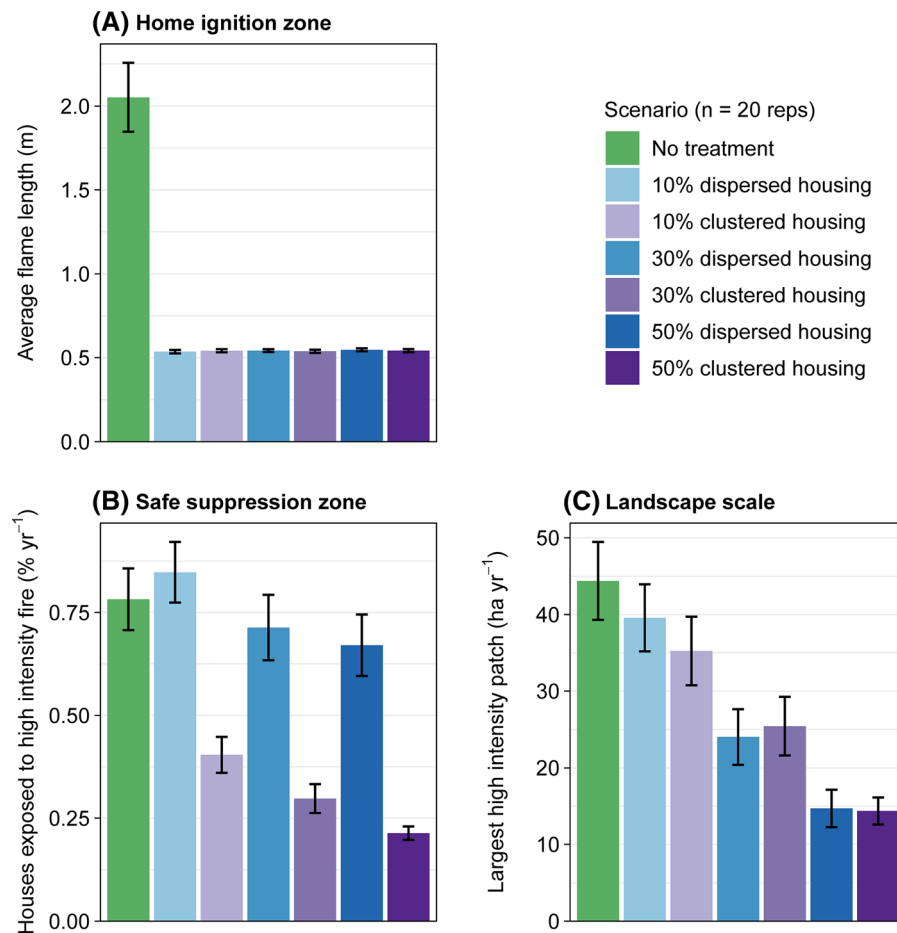 (A) Home ignition zone
Average flame length (m)
2.0
1.5
1.0
0.5
0.0
Scenario (n = 20 reps)
No treatment
10% dispersed housing
10% clustered housing
30% dispersed housing
30% clustered housing
50% dispersed housing
50% clustered housing
(B) Safe suppression zone
Houses exposed to high intensity fire (% yr⁻¹)
0.75
0.50
0.25
0.00
(C) Landscape scale
Largest high intensity patch (ha yr⁻¹)
50
40
30
20
10
0